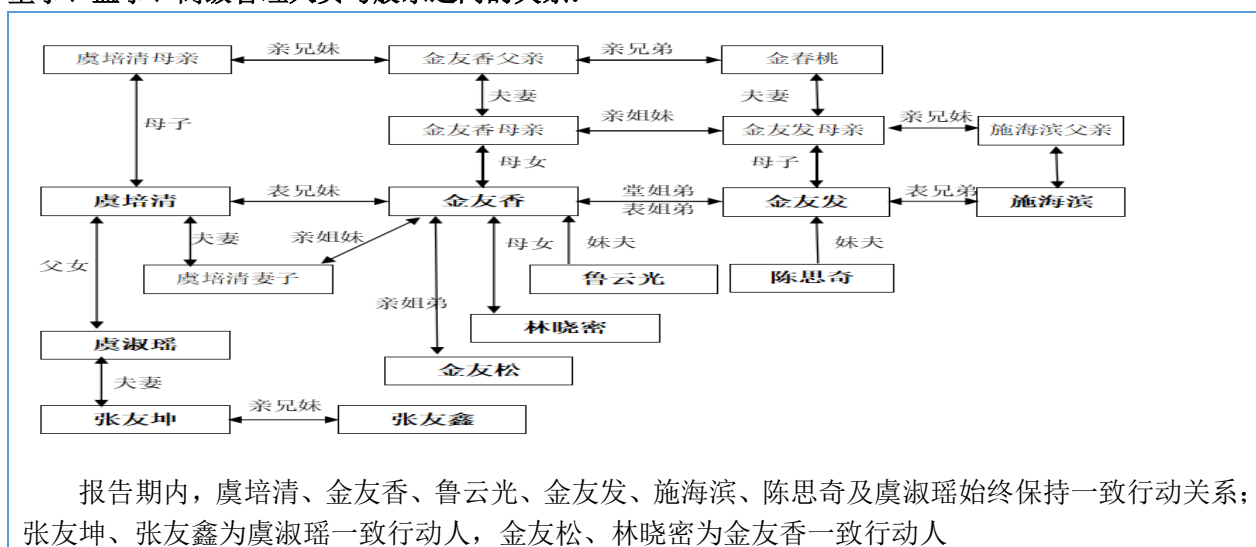 虞培清母亲 亲兄妹 金友香父亲 亲兄弟 金春桃
母子 夫妻 夫妻
金友香母亲 亲姐妹 金友发母亲 亲兄妹 施海滨父亲
母女 母子
虞培清 表兄妹 金友香 堂姐弟 表姐弟 金友发 表兄弟 施海滨
夫妻 亲姐妹 母女 妹夫 妹夫
父女 虞培清妻子 鲁云光 陈思奇
亲姐弟
林晓密
虞淑瑶
金友松
夫妻
张友坤 亲兄妹 张友鑫
报告期内，虞培清、金友香、鲁云光、金友发、施海滨、陈思奇及虞淑瑶始终保持一致行动关系；
张友坤、张友鑫为虞淑瑶一致行动人，金友松、林晓密为金友香一致行动人